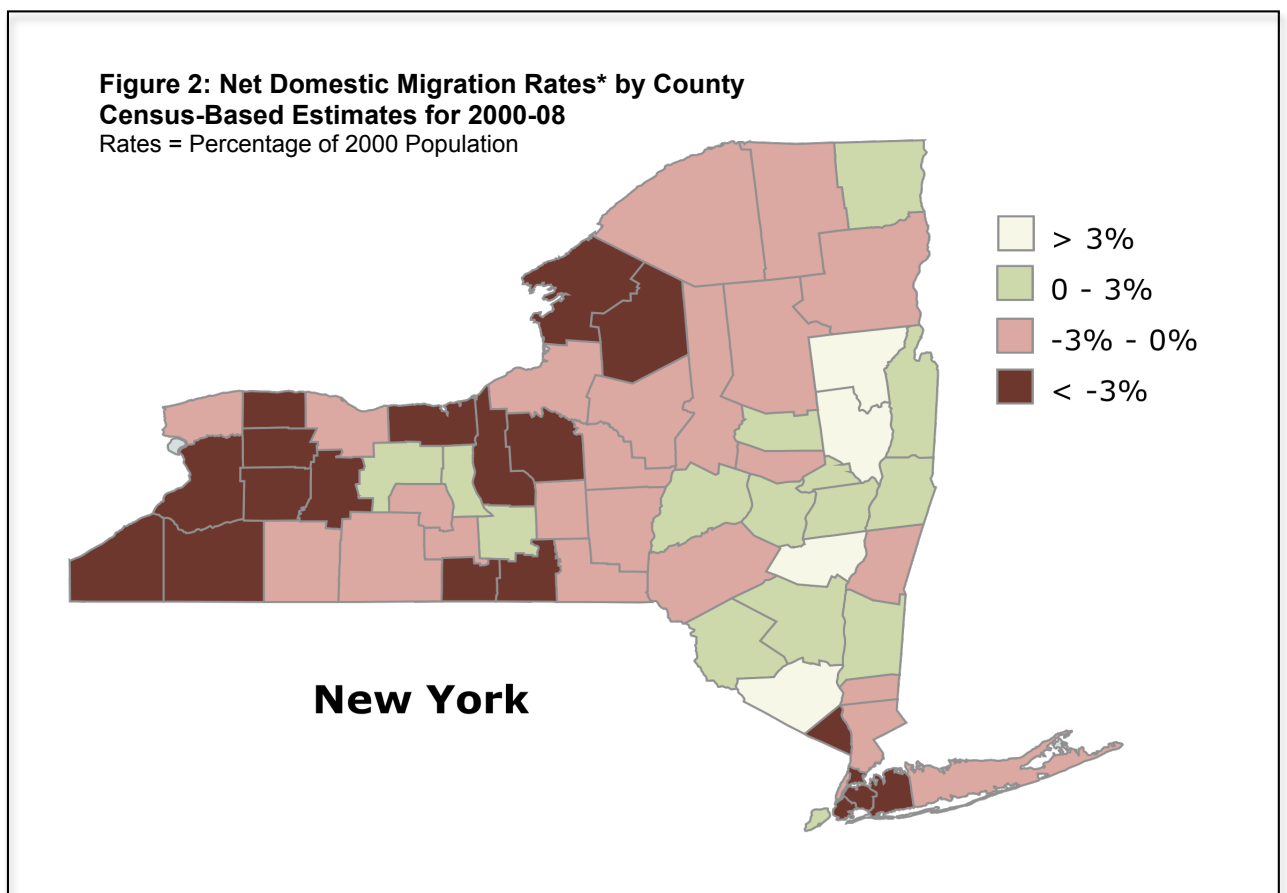 Figure 2: Net Domestic Migration Rates* by County
Census-Based Estimates for 2000-08
Rates = Percentage of 2000 Population
> 3%
0 - 3%
-3% - 0%
< -3%
New York